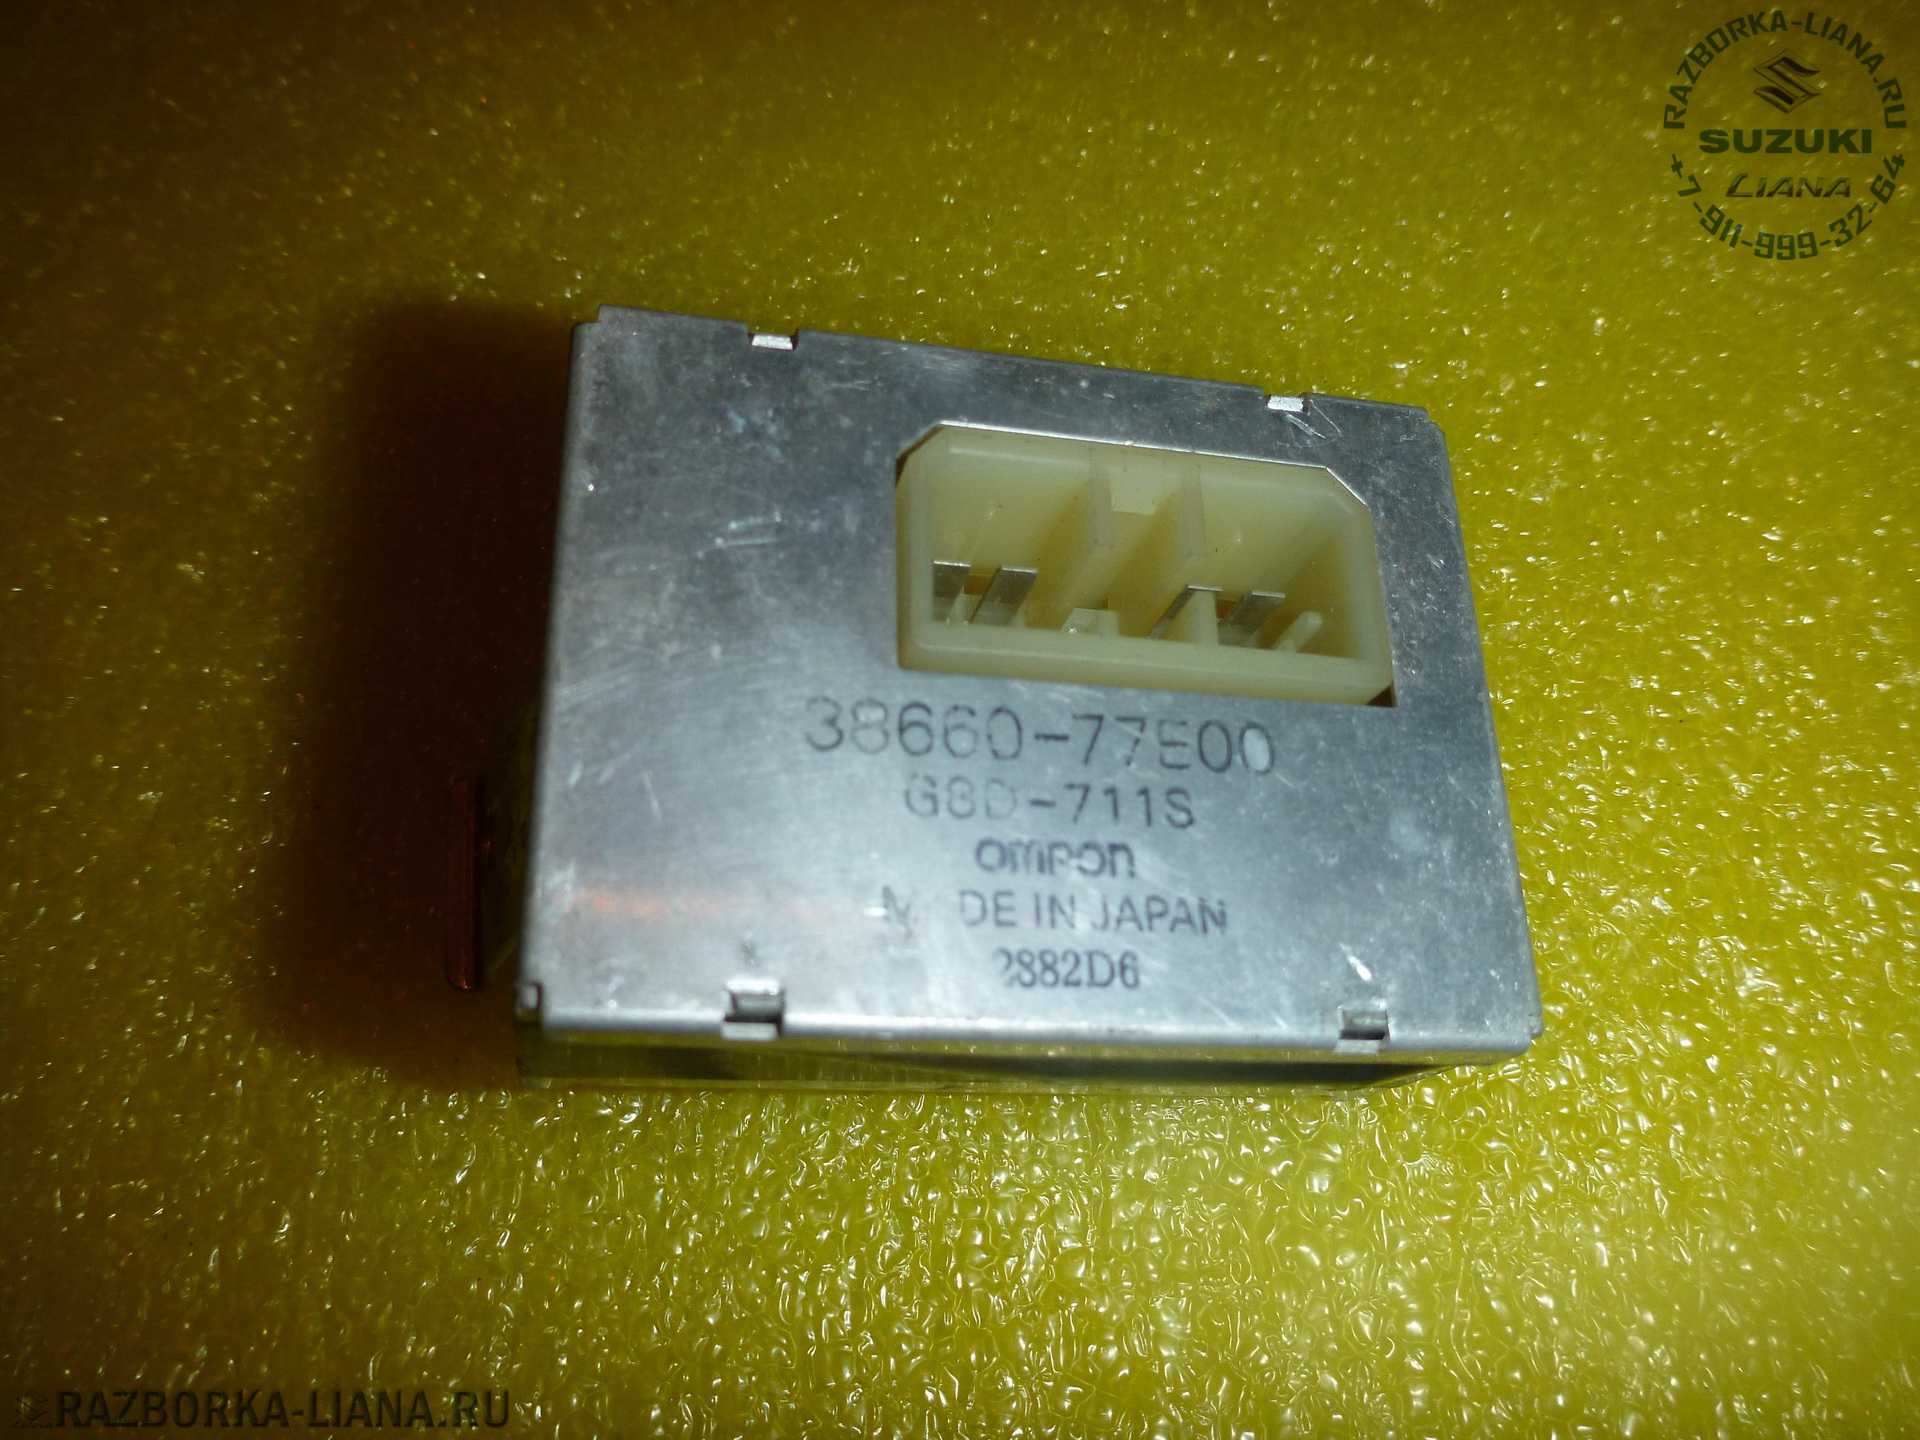 RAZBORKA-LIANA.RU
SUZUKI
LIANA
+7-911-999-32-64
38660-77E00
G8D-711S
omron
M DE IN JAPAN
2882D6
RAZBORKA-LIANA.RU